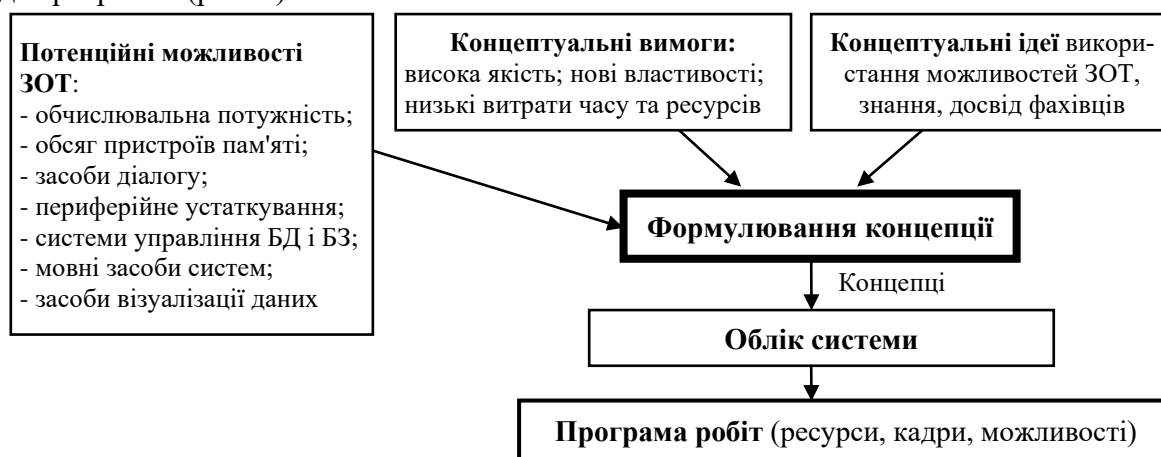 Потенційні можливості
ЗОТ:
- обчислювальна потужність;
- обсяг пристроїв пам'яті;
- засоби діалогу;
- периферійне устаткування;
- системи управління БД і БЗ;
- мовні засоби систем;
- засоби візуалізації даних
Концептуальні вимоги:
висока якість; нові властивості;
низькі витрати часу та ресурсів
Концептуальні ідеї викори-
стання можливостей ЗОТ,
знання, досвід фахівців
Формулювання концепції
Концепці
Облік системи
Програма робіт (ресурси, кадри, можливості)